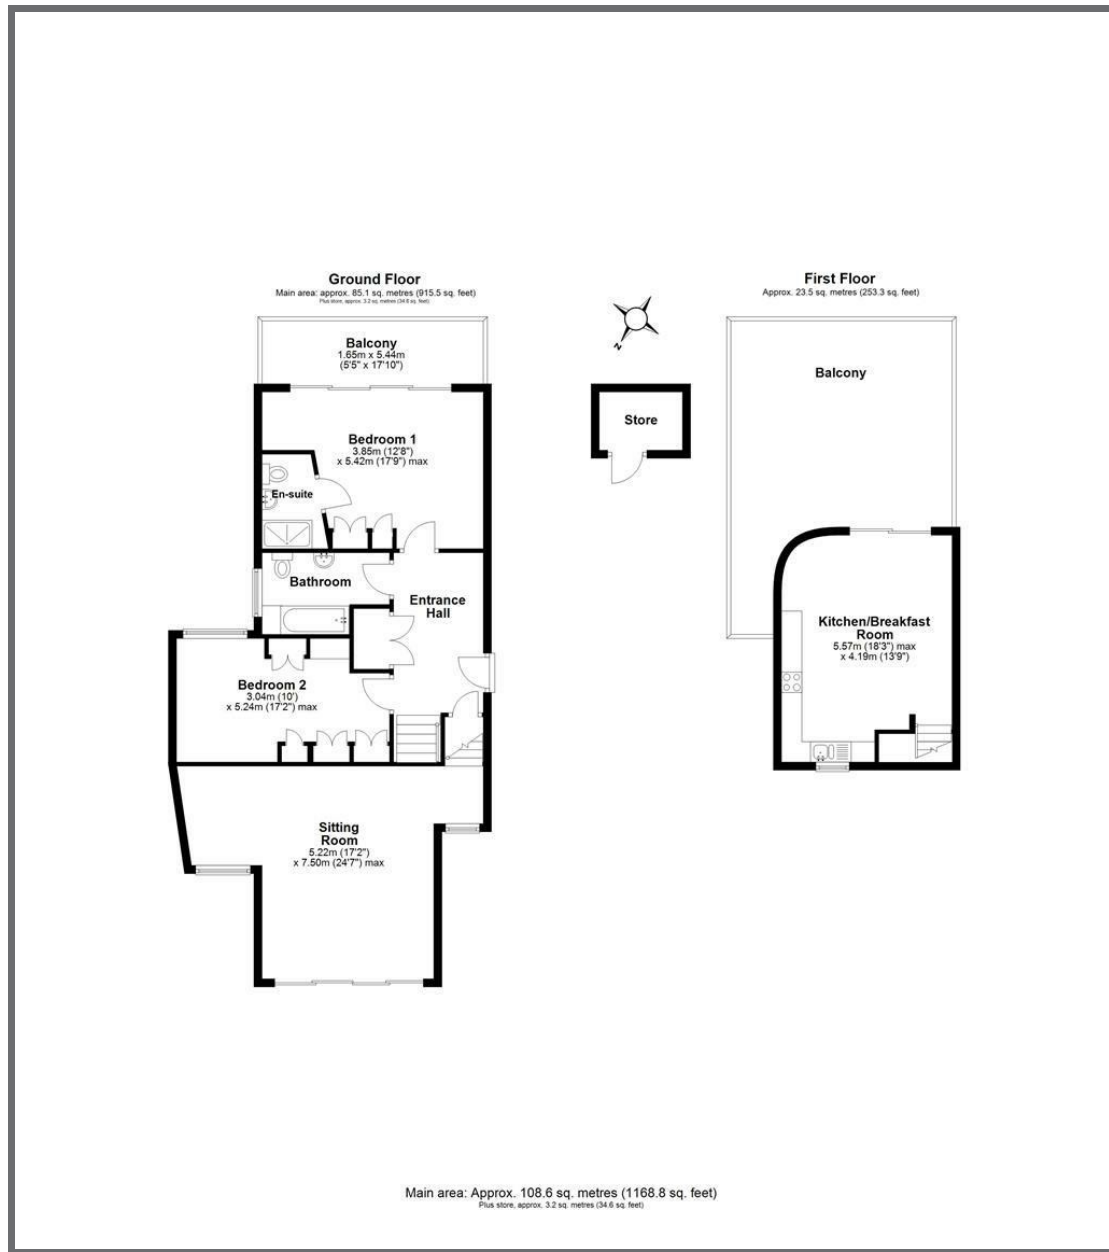 Ground Floor
Main area: approx. 85.1 sq. metres (915.5 sq. feet)
Plus store, approx. 3.2 sq. metres (34.6 sq. feet)
Balcony
1.65m x 5.44m
(5'5" x 17'10")
Bedroom 1
3.85m (12'8")
x 5.42m (17'9") max
En-suite
Bathroom
Entrance
Hall
Bedroom 2
3.04m (10')
x 5.24m (17'2") max
Sitting
Room
5.22m (17'2")
x 7.50m (24'7") max
N
Store
First Floor
Approx. 23.5 sq. metres (253.3 sq. feet)
Balcony
Kitchen/Breakfast
Room
5.57m (18'3") max
x 4.19m (13'9")
Main area: Approx. 108.6 sq. metres (1168.8 sq. feet)
Plus store, approx. 3.2 sq. metres (34.6 sq. feet)